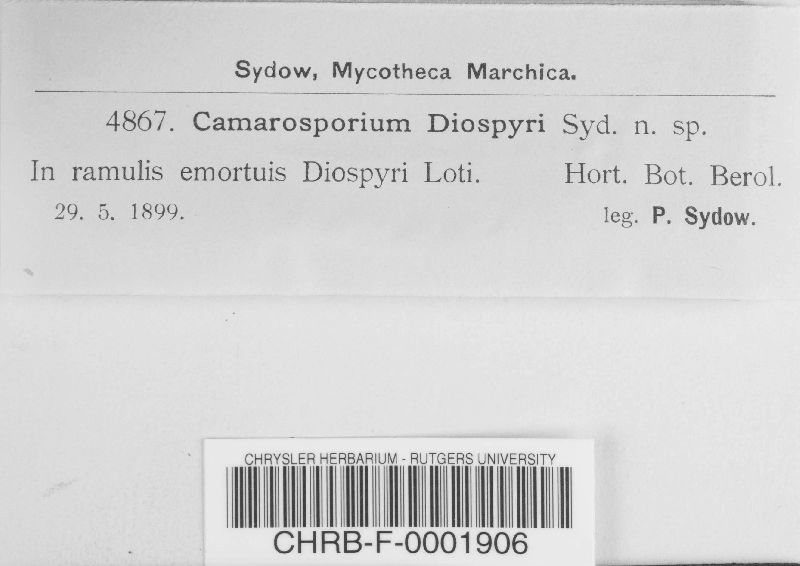 Sydow, Mycotheca Marchica.
4867. Camarosporium Diospyri Syd. n. sp.
In ramulis emortuis Diospyri Loti. Hort. Bot. Berol.
29. 5. 1899. leg. P. Sydow.
CHRYSLER HERBARIUM - RUTGERS UNIVERSITY
CHRB-F-0001906